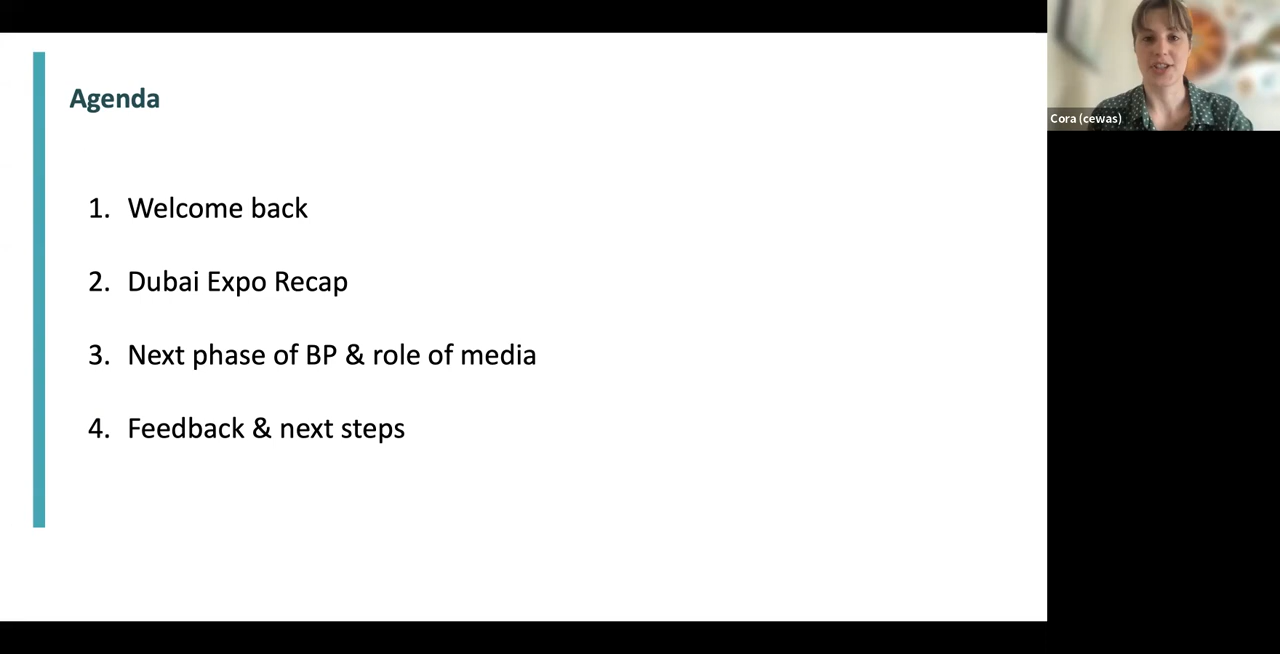 Agenda
1. Welcome back
2. Dubai Expo Recap
3. Next phase of BP & role of media
4. Feedback & next steps
Cora (cewas)